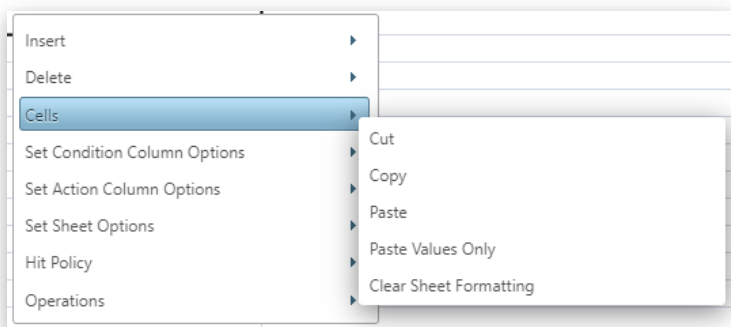 Insert
Delete
Cells
Set Condition Column Options
Set Action Column Options
Set Sheet Options
Hit Policy
Operations
Cut
Copy
Paste
Paste Values Only
Clear Sheet Formatting